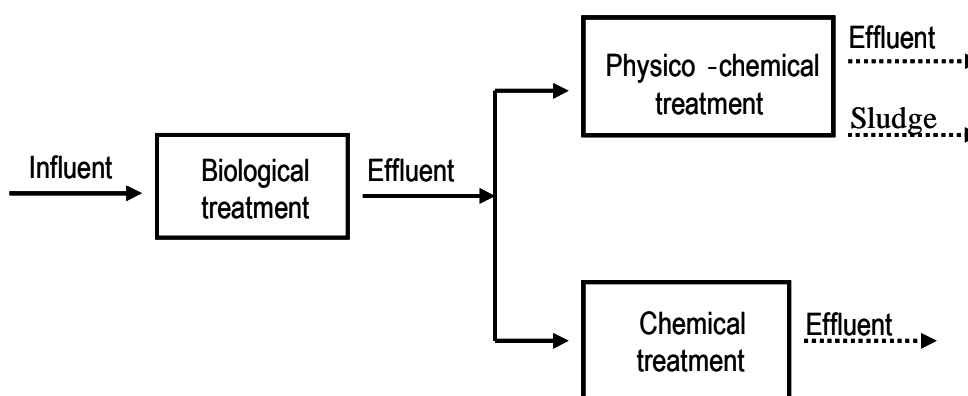 Influent
Biological
treatment
Effluent
Physico -chemical
treatment
Effluent
Sludge
Chemical
treatment
Effluent